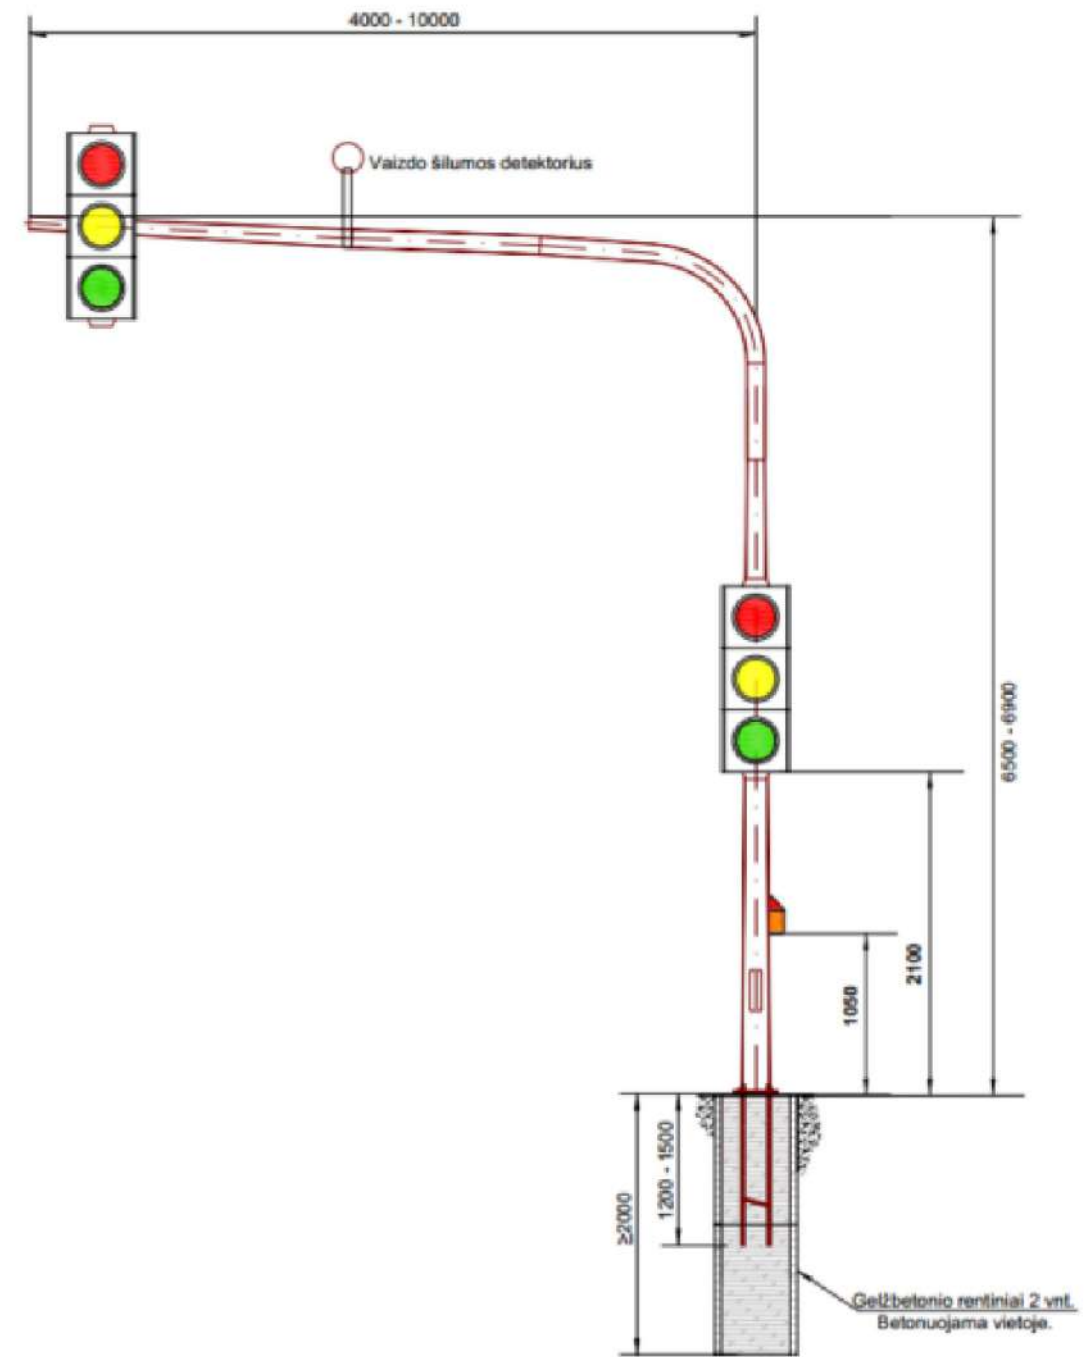 4000 - 10000
Vaizdo šilumos detektorius
6500 - 6900
2100
1050
1200 - 1500
≥2000
Gelžbetonio rentiniai 2 vnt.
Betonuojama vietoje.